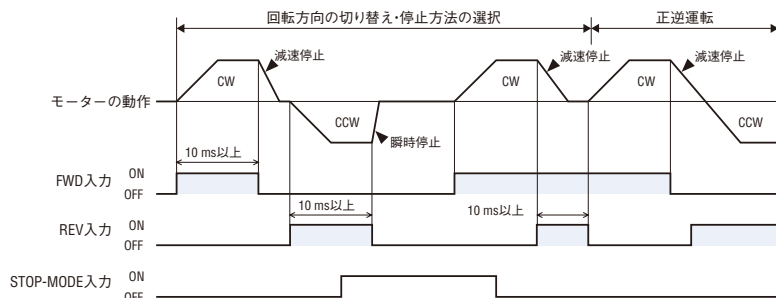 回転方向の切り替え・停止方法の選択
正逆運転
減速停止
減速停止
減速停止
モーターの動作
CW
CW
CW
CCW
CCW
瞬時停止
10 ms以上
FWD入力
ON
OFF
10 ms以上
10 ms以上
REV入力
ON
OFF
STOP-MODE入力
ON
OFF